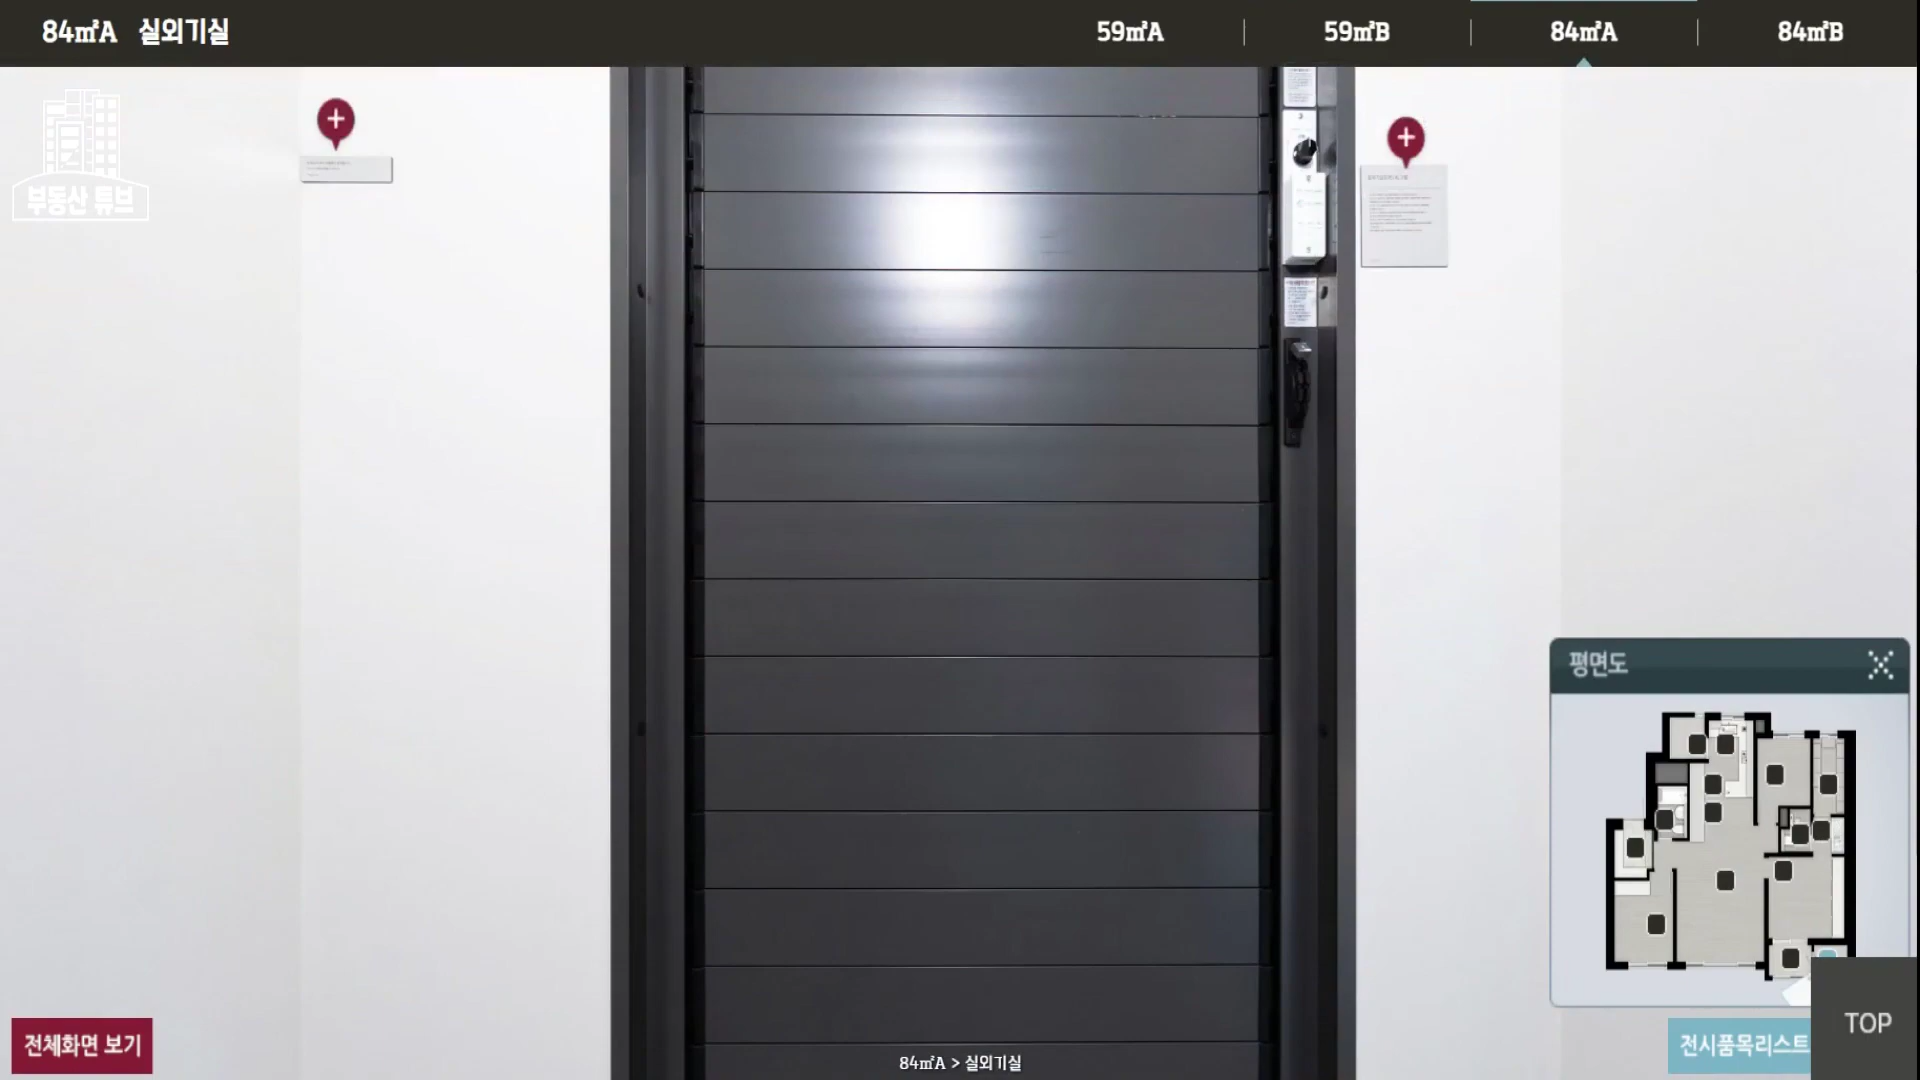 84㎡A 실외기실
59㎡A
59㎡B
84㎡A
84㎡B
부동산 튜브
평면도
전체화면 보기
84㎡A > 실외기실
전시품목리스트
TOP